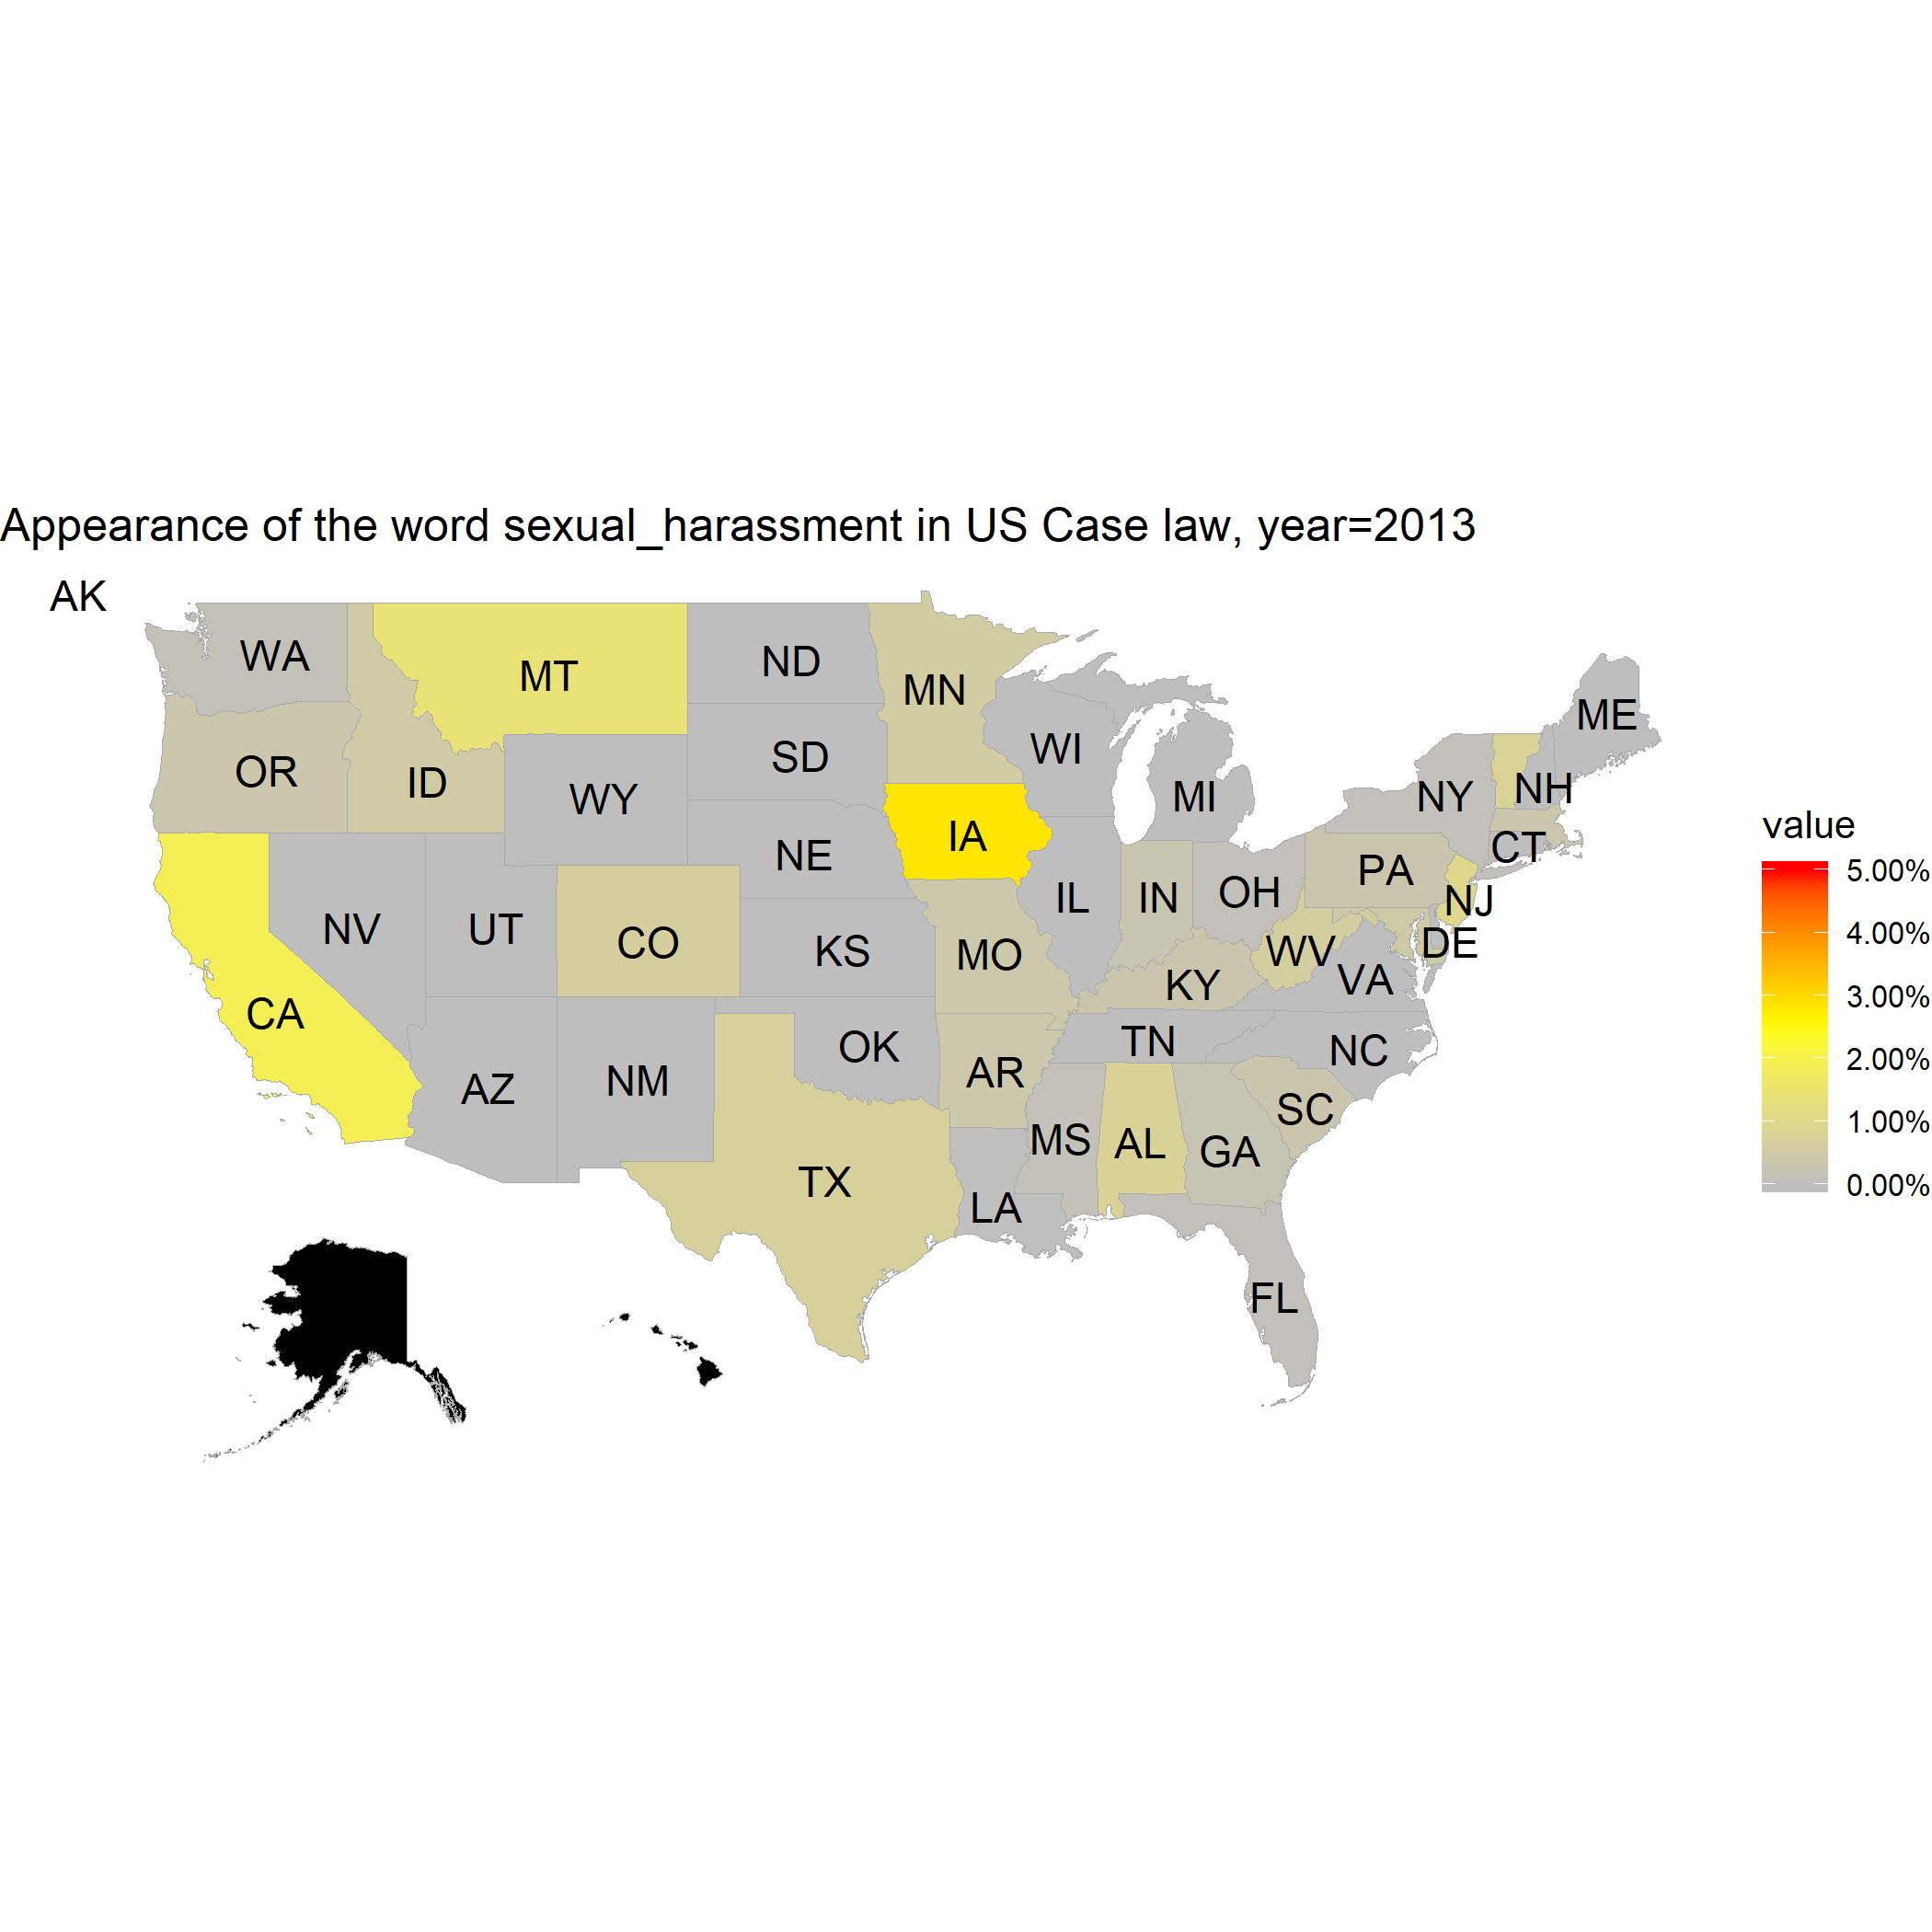 Appearance of the word sexual_harassment in US Case law, year=2013
AK
WA
MT
ND
MN
ME
OR
ID
SD
WI
WY
MI
NY
NH
IA
NE
CT
PA
IL
IN
OH
NJ
NV
UT
CO
KS
MO
WV
DE
VA
KY
CA
OK
TN
NC
AZ
NM
AR
SC
MS
AL
GA
TX
LA
FL
value
5.00%
4.00%
3.00%
2.00%
1.00%
0.00%